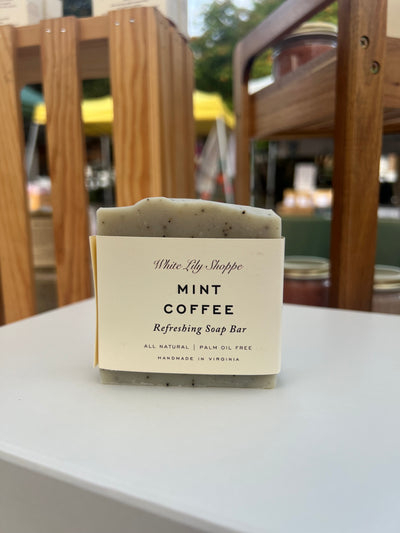 White Lily Shoppe
MINT
COFFEE
Refreshing Soap Bar
ALL NATURAL | PALM OIL FREE
HANDMADE IN VIRGINIA